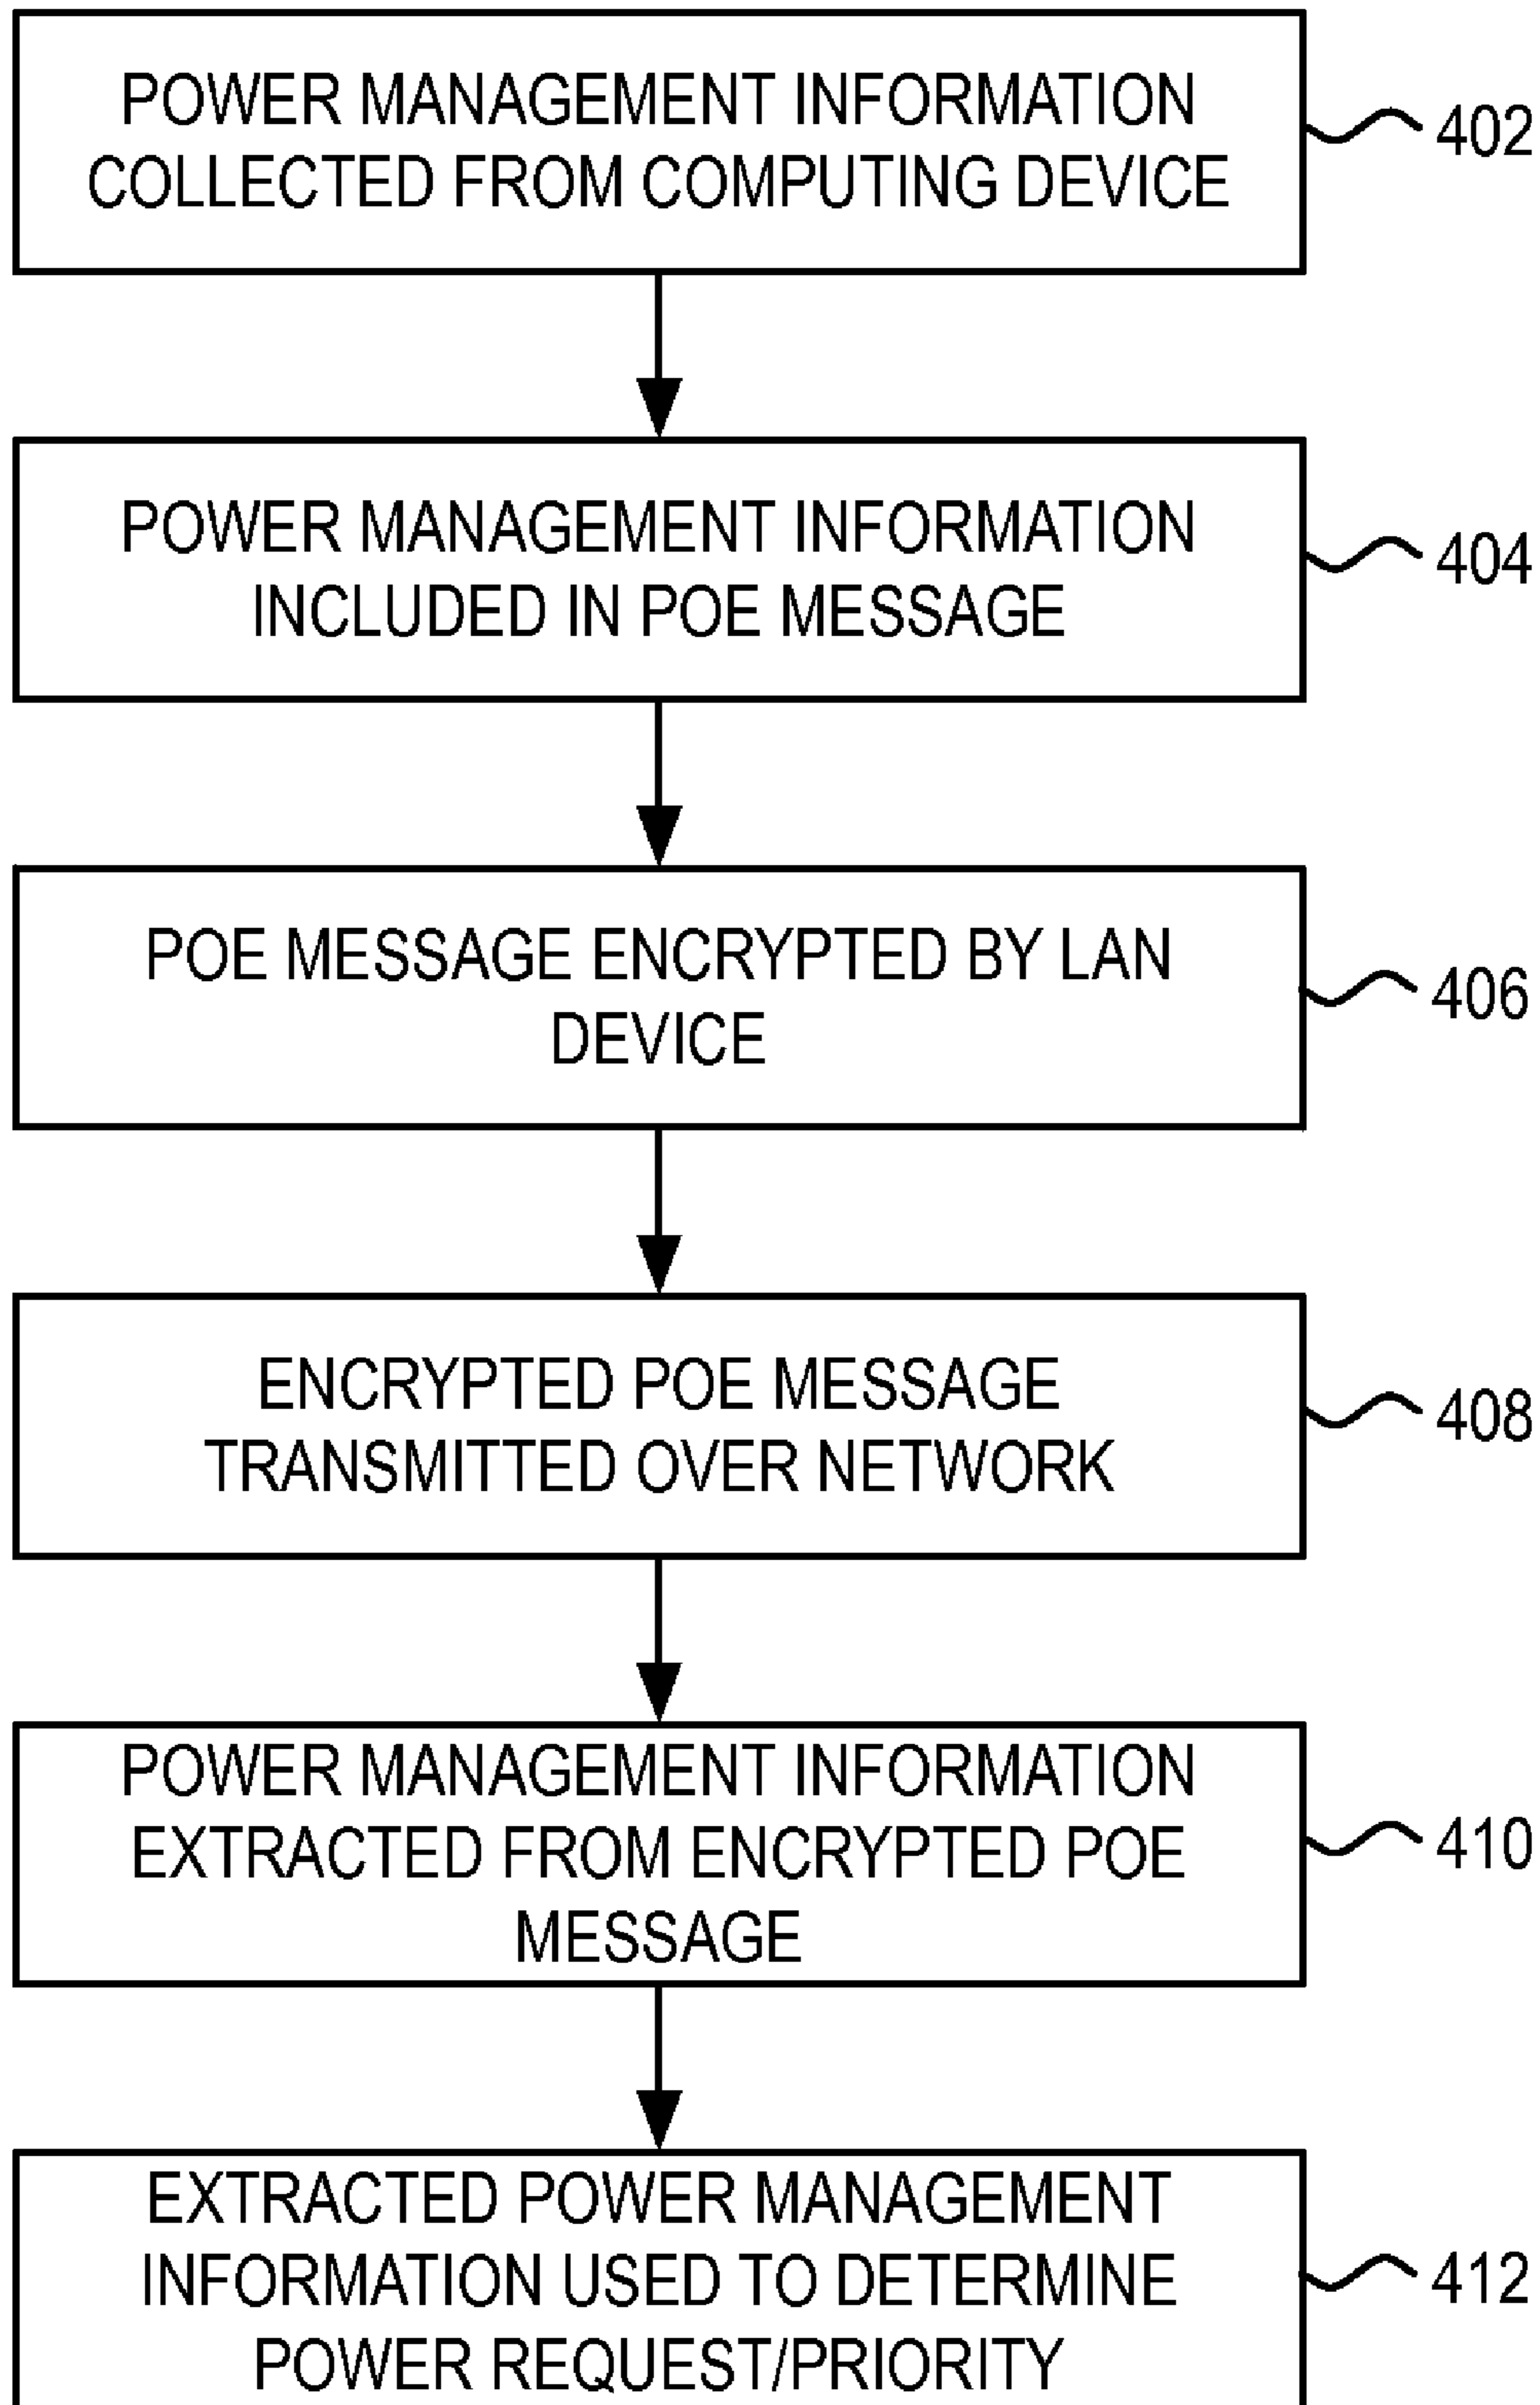 POWER MANAGEMENT INFORMATION
COLLECTED FROM COMPUTING DEVICE
402
POWER MANAGEMENT INFORMATION
INCLUDED IN POE MESSAGE
404
POE MESSAGE ENCRYPTED BY LAN
DEVICE
406
ENCRYPTED POE MESSAGE
TRANSMITTED OVER NETWORK
408
POWER MANAGEMENT INFORMATION
EXTRACTED FROM ENCRYPTED POE
MESSAGE
410
EXTRACTED POWER MANAGEMENT
INFORMATION USED TO DETERMINE
POWER REQUEST/PRIORITY
412